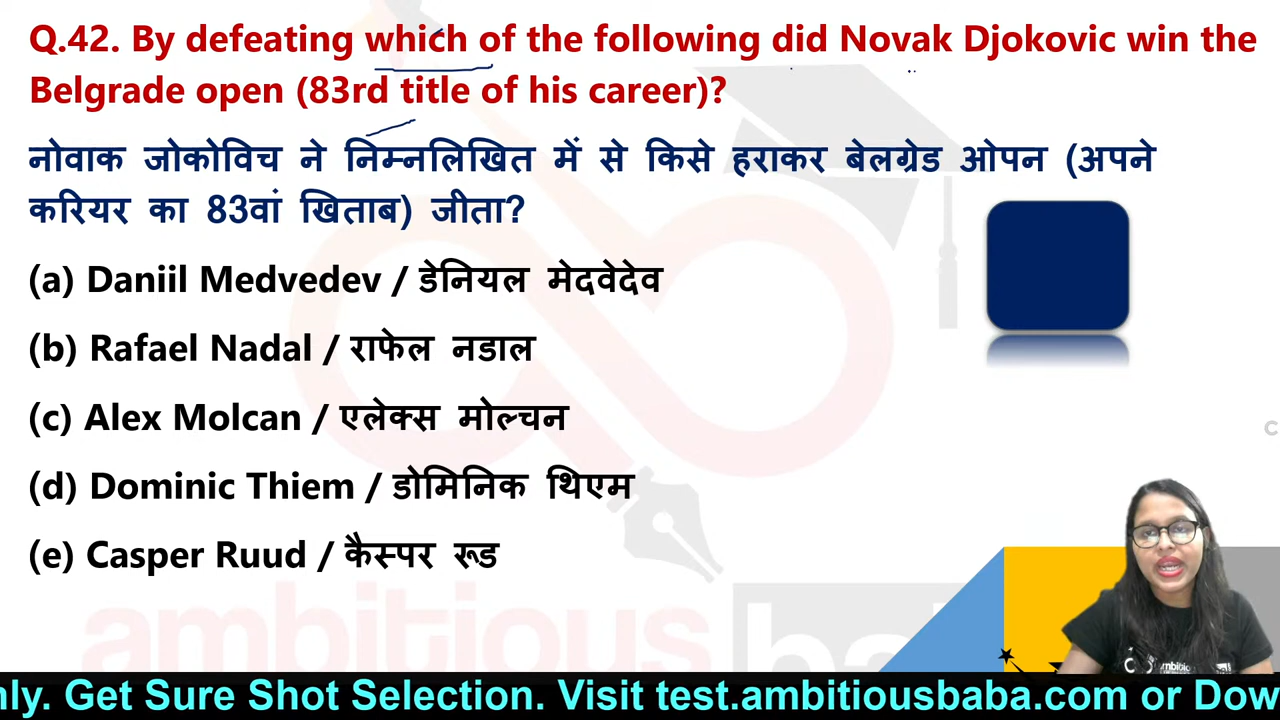 Q.42. By defeating which of the following did Novak Djokovic win the
Belgrade open (83rd title of his career)?
नोवाक जोकोविच ने निम्नलिखित में से किसे हराकर बेलग्रेड ओपन (अपने
करियर का 83वां खिताब) जीता?
(a) Daniil Medvedev / डेनियल मेदवेदेव
(b) Rafael Nadal / राफेल नडाल
(c) Alex Molcan / एलेक्स मोल्चन
(d) Dominic Thiem / डोमिनिक थिएम
(e) Casper Ruud / कैस्पर रूड
ambitious
nly. Get Sure Shot Selection. Visit test.ambitiousbaba.com or Dow